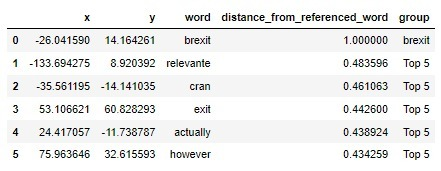 x y word distance_from_referenced_word group
0 -26.041590 14.164261 brexit 1.000000 brexit
1 -133.694275 8.920392 relevante 0.483596 Top 5
2 -35.561195 -14.141035 cran 0.461063 Top 5
3 53.106621 60.828293 exit 0.442600 Top 5
4 24.417057 -11.738787 actually 0.438924 Top 5
5 75.963646 32.615593 however 0.434259 Top 5